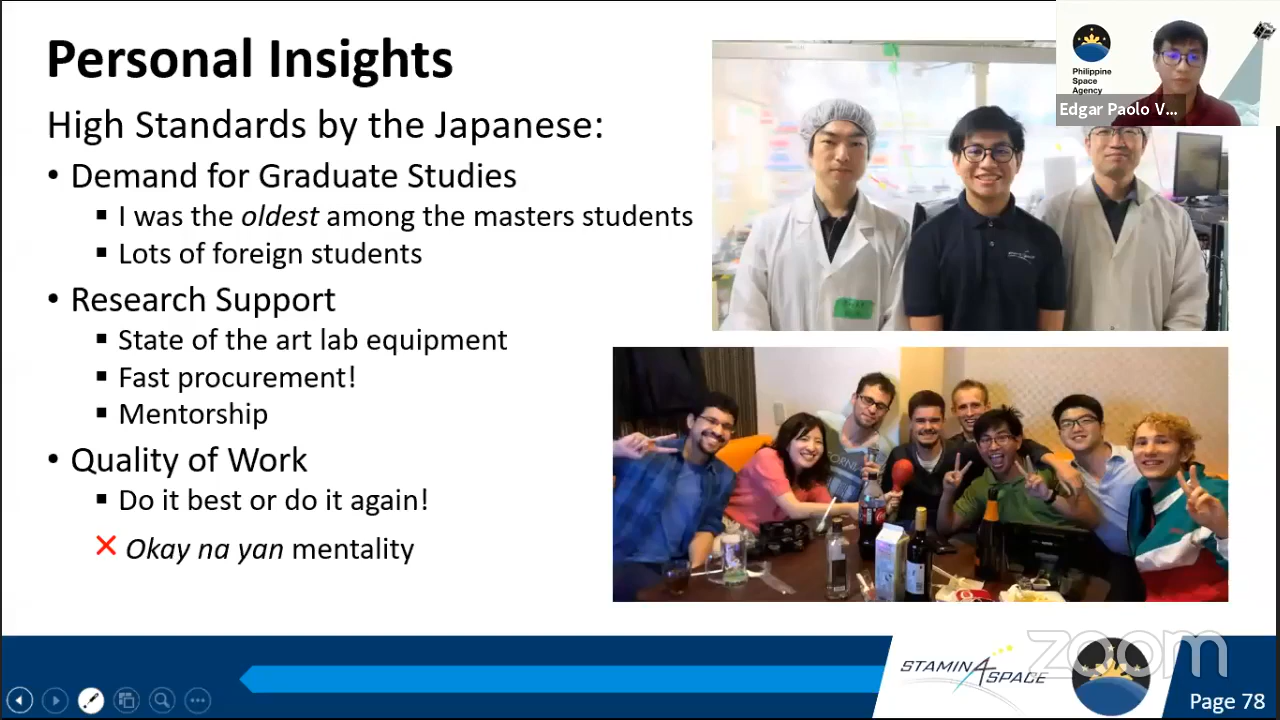 Personal Insights
High Standards by the Japanese:
• Demand for Graduate Studies
▪ I was the oldest among the masters students
▪ Lots of foreign students
• Research Support
▪ State of the art lab equipment
▪ Fast procurement!
▪ Mentorship
• Quality of Work
▪ Do it best or do it again!
✕ Okay na yan mentality
Philippine
Space
Agency
Edgar Paolo V...
STAMINA4SPACE
zoom
Page 78